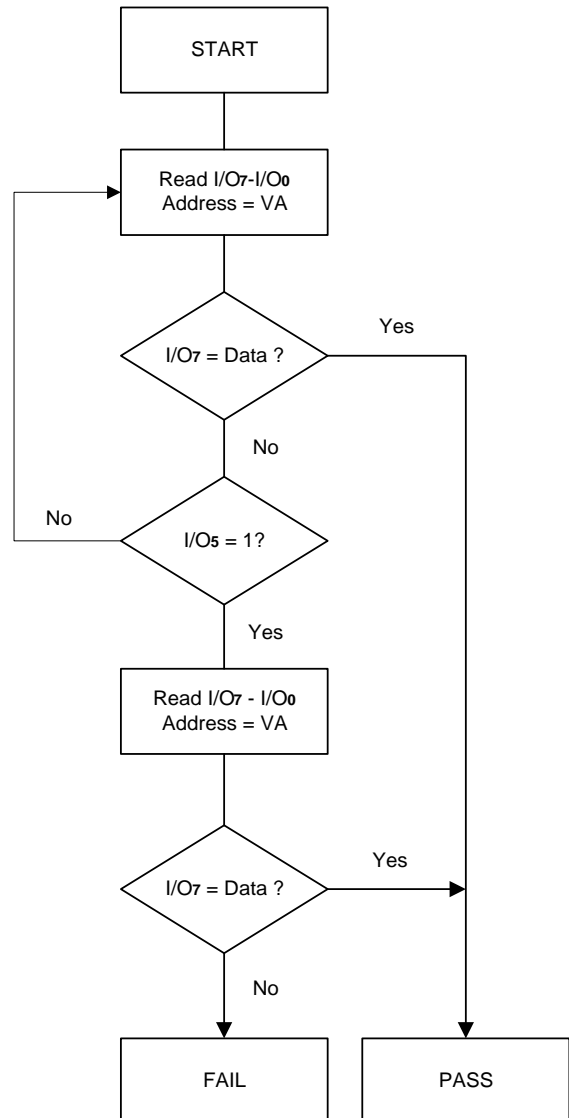 START
Read I/O7-I/O0
Address = VA
I/O7 = Data ?
Yes
No
I/O5 = 1?
No
Yes
Read I/O7 - I/O0
Address = VA
I/O7 = Data ?
Yes
No
FAIL
PASS